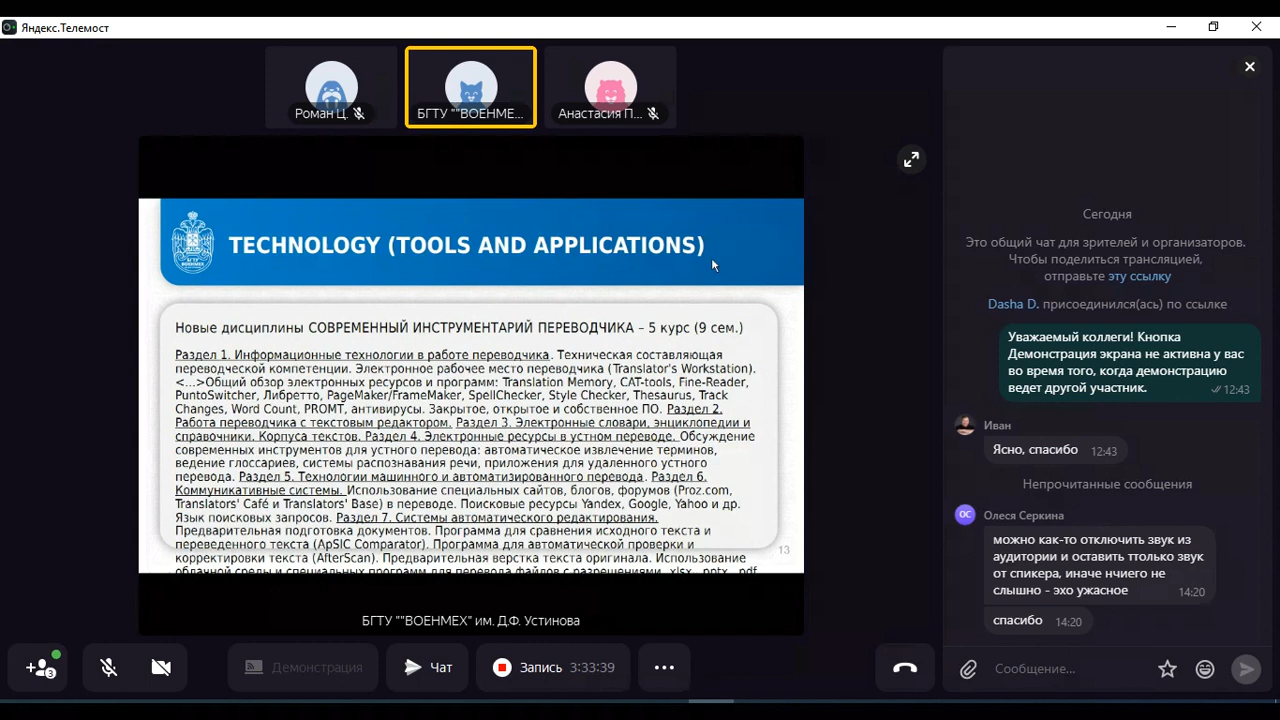 Яндекс.Телемост
Роман Ц.
БГТУ ""ВОЕНМЕ...
Анастасия П...
TECHNOLOGY (TOOLS AND APPLICATIONS)
Новые дисциплины СОВРЕМЕННЫЙ ИНСТРУМЕНТАРИЙ ПЕРЕВОДЧИКА – 5 курс (9 сем.)
Раздел 1. Информационные технологии в работе переводчика. Техническая составляющая
переводческой компетенции. Электронное рабочее место переводчика (Translator's Workstation).
<...>Общий обзор электронных ресурсов и программ: Translation Memory, CAT-tools, Fine-Reader,
PuntoSwitcher, Либретто, PageMaker/FrameMaker, SpellChecker, Style Checker, Thesaurus, Track
Changes, Word Count, PROMT, антивирусы. Закрытое, открытое и собственное ПО. Раздел 2.
Работа переводчика с текстовым редактором. Раздел 3. Электронные словари, энциклопедии и
справочники. Корпуса текстов. Раздел 4. Электронные ресурсы в устном переводе. Обсуждение
современных инструментов для устного перевода: автоматическое извлечение терминов,
ведение глоссариев, системы распознавания речи, приложения для удаленного устного
перевода. Раздел 5. Технологии машинного и автоматизированного перевода. Раздел 6.
Коммуникативные системы. Использование специальных сайтов, блогов, форумов (Proz.com,
Translators' Café и Translators' Base) в переводе. Поисковые ресурсы Yandex, Google, Yahoo и др.
Язык поисковых запросов. Раздел 7. Системы автоматического редактирования.
Предварительная подготовка документов. Программа для сравнения исходного текста и
переведенного текста (ApSIC Comparator). Программа для автоматической проверки и
корректировки текста (AfterScan). Предварительная верстка текста оригинала. Использование
облачной среды и специальных программ для перевода файлов с разрешениями .xlsx, .pptx, .pdf
13
БГТУ ""ВОЕНМЕХ" им. Д.Ф. Устинова
3
Демонстрация
Чат
Запись 3:33:39
Сегодня
Это общий чат для зрителей и организаторов.
Чтобы поделиться трансляцией,
отправьте эту ссылку
Dasha D. присоединился(ась) по ссылке
Уважаемый коллеги! Кнопка
Демонстрация экрана не активна у вас
во время того, когда демонстрацию
ведет другой участник.
12:43
Иван
Ясно, спасибо 12:43
Непрочитанные сообщения
ОС
Олеся Серкина
можно как-то отключить звук из
аудитории и оставить ттолько звук
от спикера, иначе нчиего не
слышно - эхо ужасное 14:20
спасибо 14:20
Сообщение...